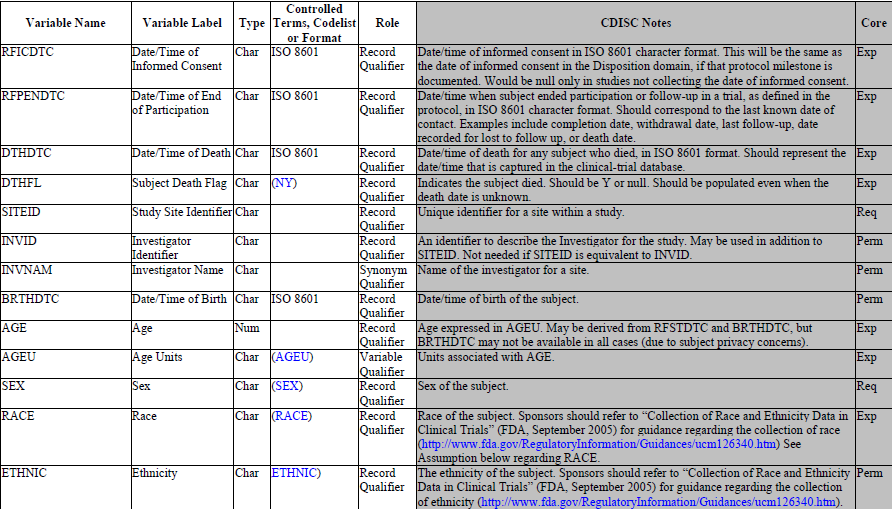 Variable Name Variable Label Type Controlled Terms, Codelist or Format Role CDISC Notes Core
RFICDTC Date/Time of Char ISO 8601 Record Date/time of informed consent in ISO 8601 character format. This will be the same as Exp
Informed Consent Qualifier the date of informed consent in the Disposition domain, if that protocol milestone is
documented. Would be null only in studies not collecting the date of informed consent.
RFPENDTC Date/Time of End Char ISO 8601 Record Date/time when subject ended participation or follow-up in a trial, as defined in the Exp
of Participation Qualifier protocol, in ISO 8601 character format. Should correspond to the last known date of
contact. Examples include completion date, withdrawal date, last follow-up, date
recorded for lost to follow up, or death date.
DTHDTC Date/Time of Death Char ISO 8601 Record Date/time of death for any subject who died, in ISO 8601 format. Should represent the Exp
Qualifier date/time that is captured in the clinical-trial database.
DTHFL Subject Death Flag Char (NY) Record Indicates the subject died. Should be Y or null. Should be populated even when the Exp
Qualifier death date is unknown.
SITEID Study Site Identifier Char Record Unique identifier for a site within a study. Req
Qualifier
INVID Investigator Char Record An identifier to describe the Investigator for the study. May be used in addition to Perm
Identifier Qualifier SITEID. Not needed if SITEID is equivalent to INVID.
INVNAM Investigator Name Char Synonym Name of the investigator for a site. Perm
Qualifier
BRTHDTC Date/Time of Birth Char ISO 8601 Record Date/time of birth of the subject. Perm
Qualifier
AGE Age Num Record Age expressed in AGEU. May be derived from RFSTDTC and BRTHDTC, but Exp
Qualifier BRTHDTC may not be available in all cases (due to subject privacy concerns).
AGEU Age Units Char (AGEU) Variable Units associated with AGE. Exp
Qualifier
SEX Sex Char (SEX) Record Sex of the subject. Req
Qualifier
RACE Race Char (RACE) Record Race of the subject. Sponsors should refer to “Collection of Race and Ethnicity Data in Exp
Qualifier Clinical Trials” (FDA, September 2005) for guidance regarding the collection of race
(http://www.fda.gov/RegulatoryInformation/Guidances/ucm126340.htm) See
Assumption below regarding RACE.
ETHNIC Ethnicity Char ETHNIC) Record The ethnicity of the subject. Sponsors should refer to “Collection of Race and Ethnicity Perm
Qualifier Data in Clinical Trials” (FDA, September 2005) for guidance regarding the collection
of ethnicity (http://www.fda.gov/RegulatoryInformation/Guidances/ucm126340.htm).